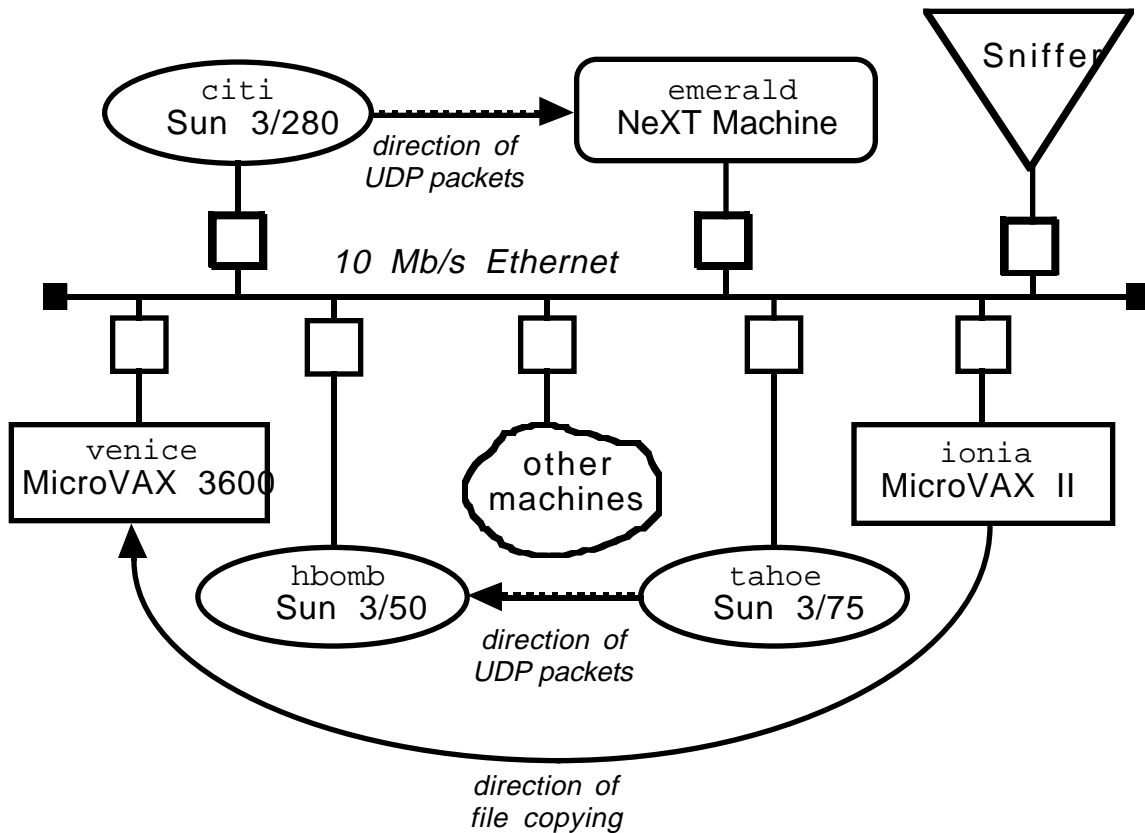 citi
Sun 3/280
direction of
UDP packets
emerald
NeXT Machine
Sniffer
10 Mb/s Ethernet
venice
MicroVAX 3600
other
machines
ionia
MicroVAX II
hbomb
Sun 3/50
direction of
UDP packets
tahoe
Sun 3/75
direction of
file copying